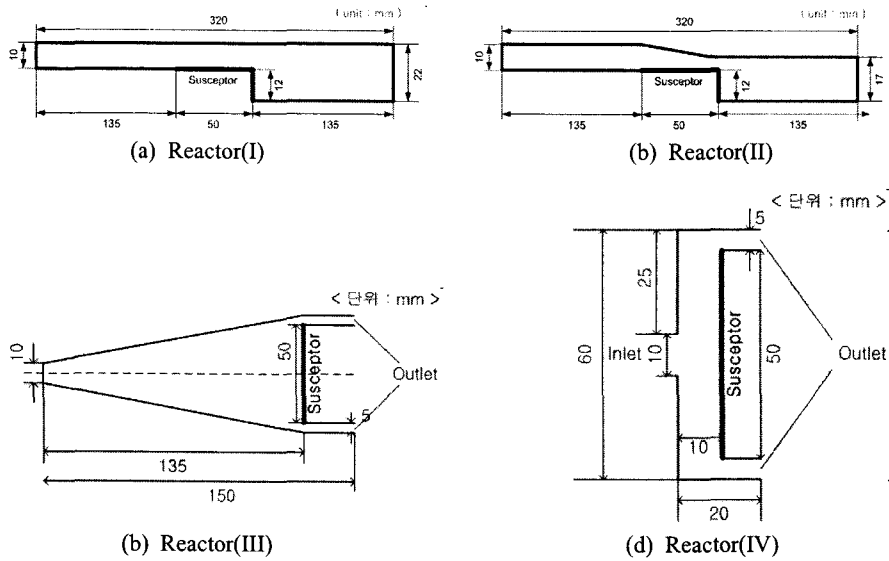 ( unit : mm )
320
10
Susceptor
12
22
135
50
135
(a) Reactor(I)
( unit : mm )
320
10
Susceptor
12
17
135
50
135
(b) Reactor(II)
< 단위 : mm >
10
50
Susceptor
Outlet
5
135
150
(b) Reactor(III)
< 단위 : mm >
5
25
60
Inlet
10
Susceptor
50
Outlet
10
20
(d) Reactor(IV)